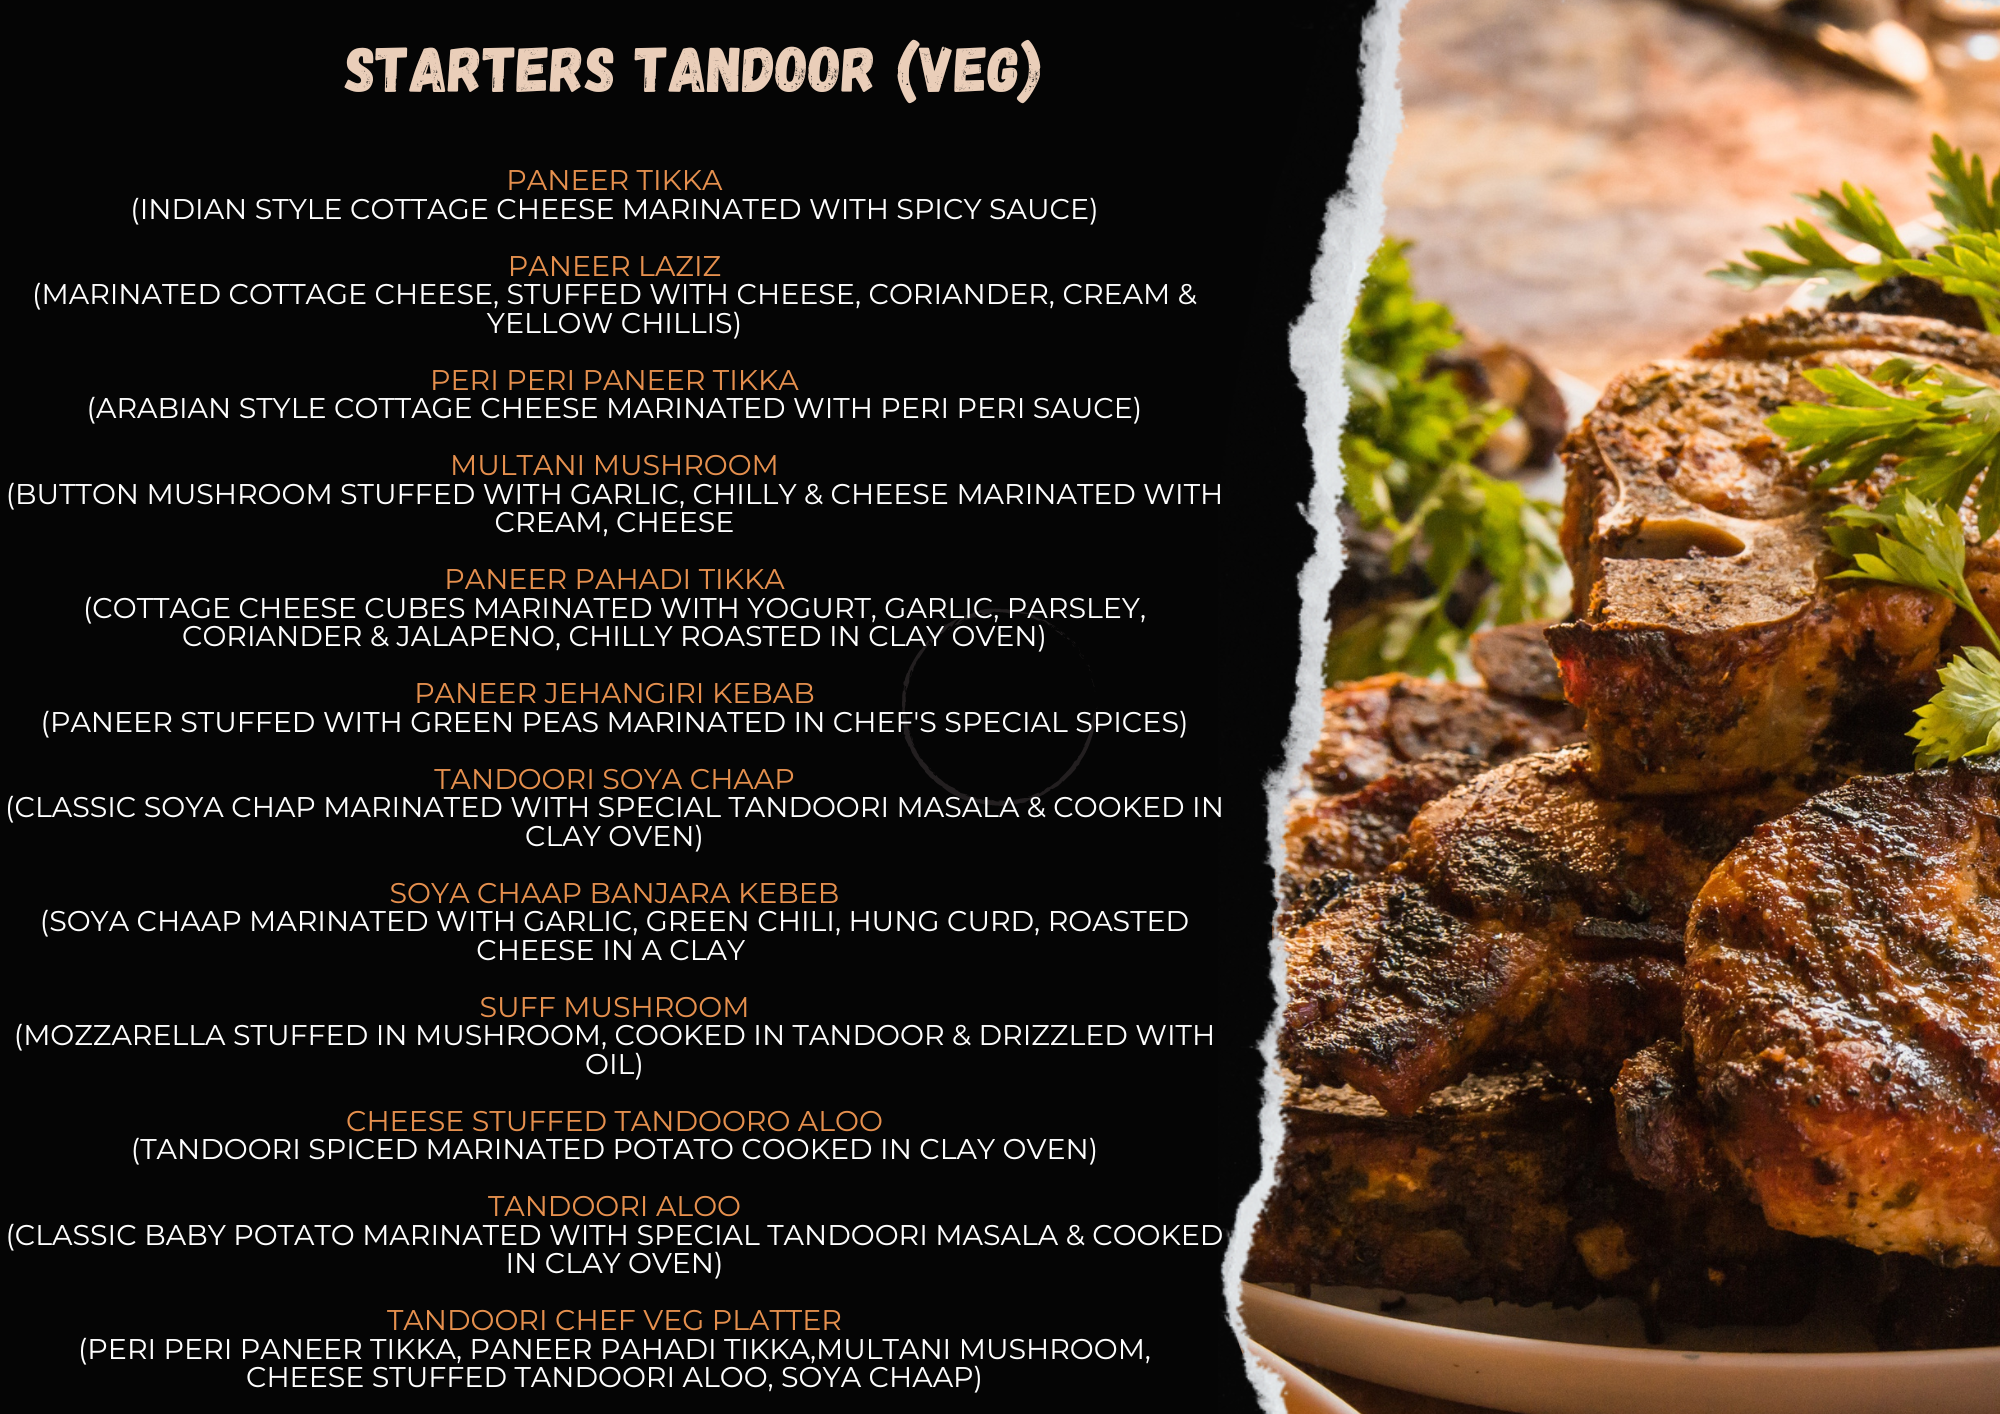 STARTERS TANDOOR (VEG)
PANEER TIKKA
(INDIAN STYLE COTTAGE CHEESE MARINATED WITH SPICY SAUCE)
PANEER LAZIZ
(MARINATED COTTAGE CHEESE, STUFFED WITH CHEESE, CORIANDER, CREAM &
YELLOW CHILLIS)
PERI PERI PANEER TIKKA
(ARABIAN STYLE COTTAGE CHEESE MARINATED WITH PERI PERI SAUCE)
MULTANI MUSHROOM
(BUTTON MUSHROOM STUFFED WITH GARLIC, CHILLY & CHEESE MARINATED WITH
CREAM, CHEESE
PANEER PAHADI TIKKA
(COTTAGE CHEESE CUBES MARINATED WITH YOGURT, GARLIC, PARSLEY,
CORIANDER & JALAPENO, CHILLY ROASTED IN CLAY OVEN)
PANEER JEHANGIRI KEBAB
(PANEER STUFFED WITH GREEN PEAS MARINATED IN CHEF'S SPECIAL SPICES)
TANDOORI SOYA CHAAP
(CLASSIC SOYA CHAP MARINATED WITH SPECIAL TANDOORI MASALA & COOKED IN
CLAY OVEN)
SOYA CHAAP BANJARA KEBEB
(SOYA CHAAP MARINATED WITH GARLIC, GREEN CHILI, HUNG CURD, ROASTED
CHEESE IN A CLAY
SUFF MUSHROOM
(MOZZARELLA STUFFED IN MUSHROOM, COOKED IN TANDOOR & DRIZZLED WITH
OIL)
CHEESE STUFFED TANDOORO ALOO
(TANDOORI SPICED MARINATED POTATO COOKED IN CLAY OVEN)
TANDOORI ALOO
(CLASSIC BABY POTATO MARINATED WITH SPECIAL TANDOORI MASALA & COOKED
IN CLAY OVEN)
TANDOORI CHEF VEG PLATTER
(PERI PERI PANEER TIKKA, PANEER PAHADI TIKKA,MULTANI MUSHROOM,
CHEESE STUFFED TANDOORI ALOO, SOYA CHAAP)